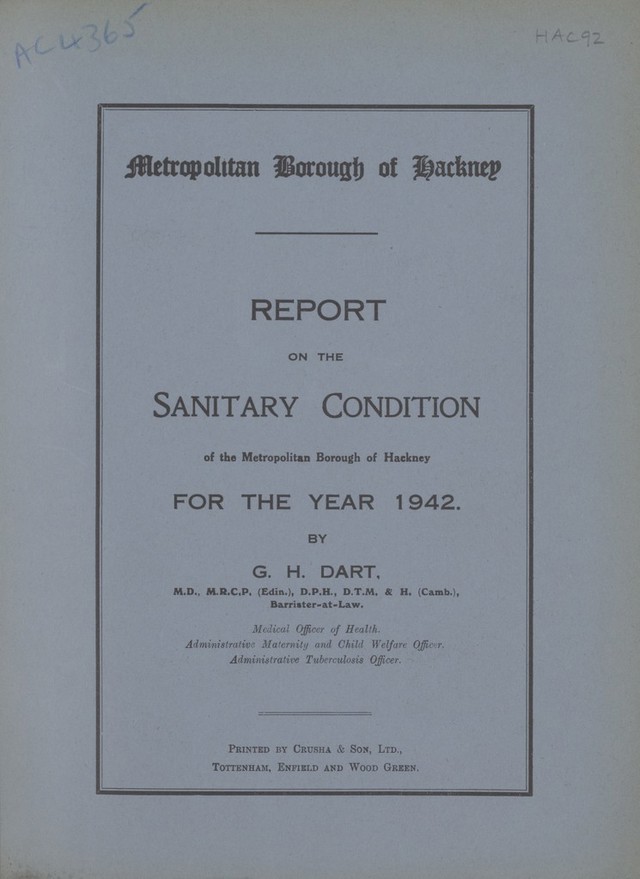 AC4365
HAC92
Metropolitan Borough of Hackney
REPORT
ON THE
SANITARY CONDITION
of the Metropolitan Borough of Hackney
FOR THE YEAR 1942.
BY
G. H. DART,
M.D., M.R.C.P. (Edin.), D.P.H., D.T.M. & H. (Camb.),
Barrister-at-Law.
Medical Officer of Health.
Administrative Maternity and Child Welfare Officer.
Administrative Tuberculosis Officer.
PRINTED BY CRUSHA & SON, LTD.,
TOTTENHAM, ENFIELD AND WOOD GREEN.